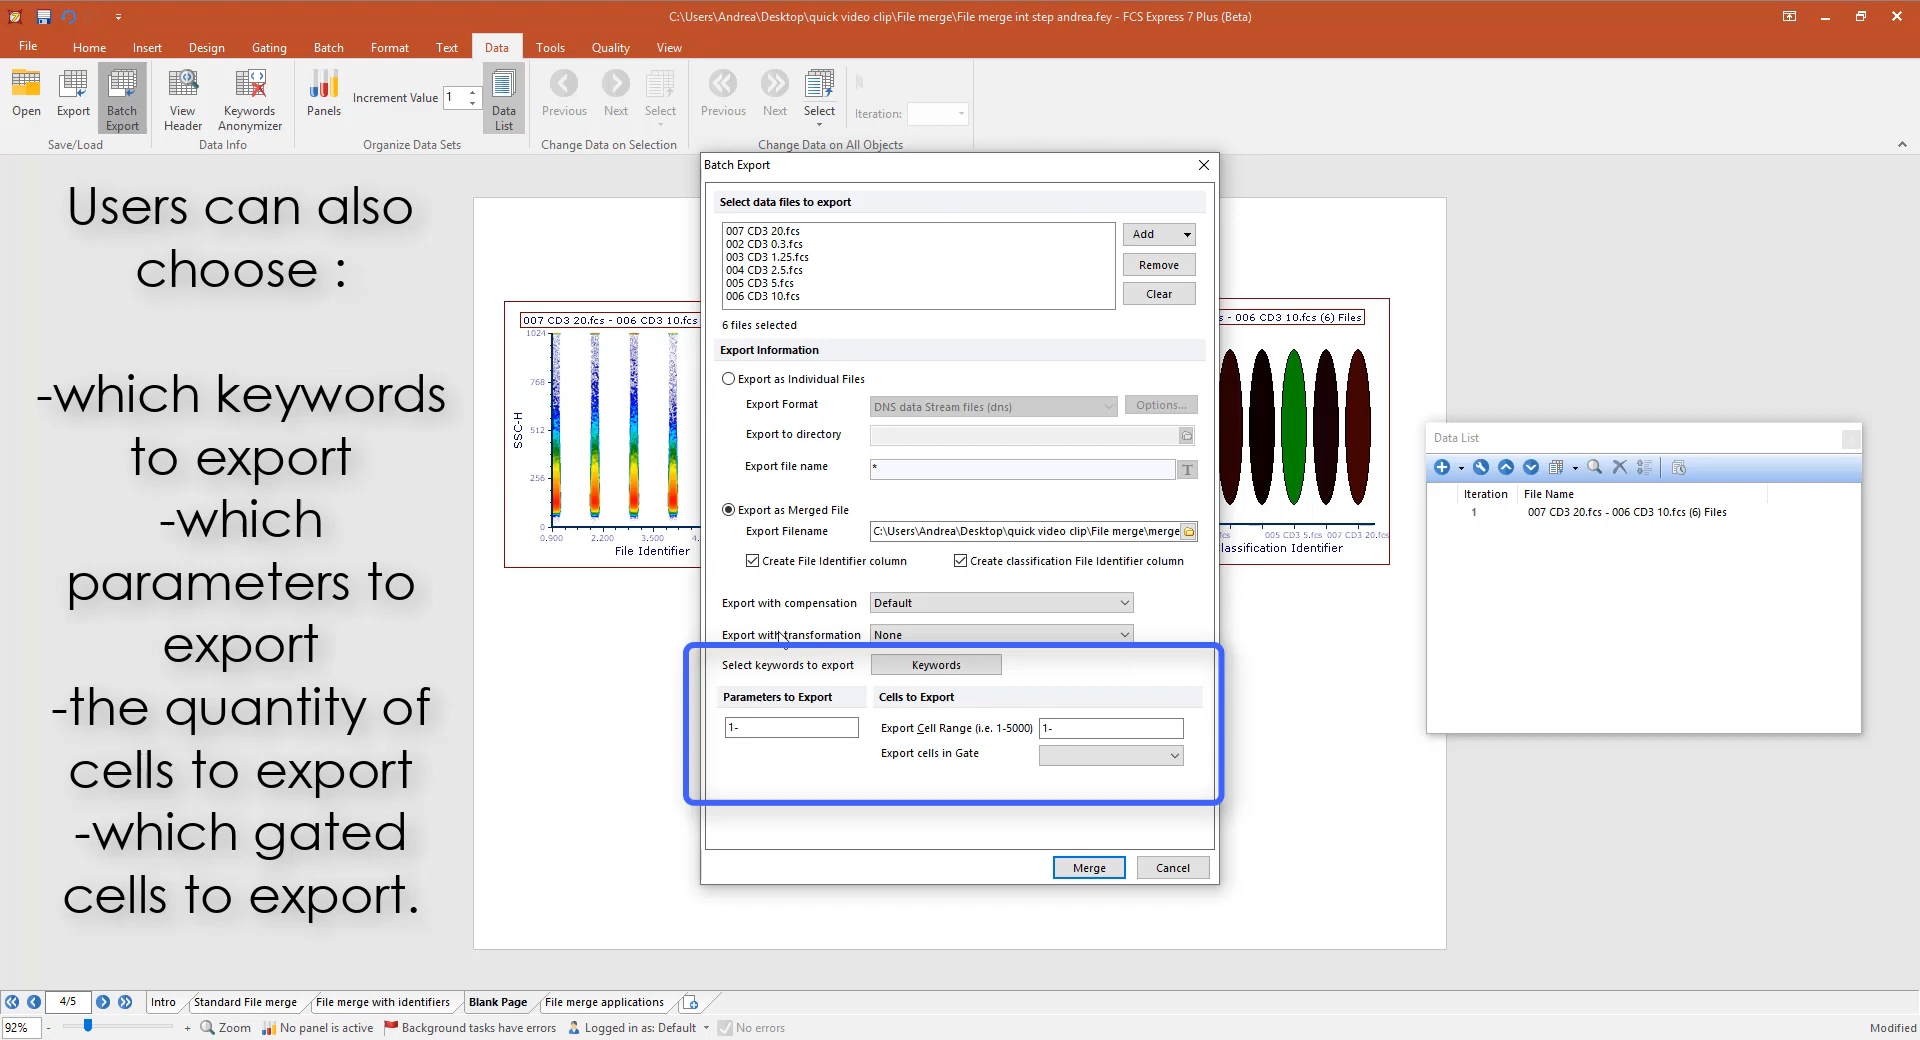 C:\Users\Andrea\Desktop\quick video clip\File merge\File merge int step andrea.fey - FCS Express 7 Plus (Beta)
File Home Insert Design Gating Batch Format Text Data Tools Quality View
Open Export Batch Export View Header Keywords Anonymizer Panels Increment Value 1 Data List Previous Next Select Previous Next Select Iteration:
Save/Load Data Info Organize Data Sets Change Data on Selection Change Data on All Objects
Users can also
choose :
-which keywords
to export
-which
parameters to
export
-the quantity of
cells to export
-which gated
cells to export.
007 CD3 20.fcs - 006 CD3 10.fcs
1024
768
512
256
0
SSC-H
0.900 2.200 3.500 4.
File Identifier
Batch Export
Select data files to export
007 CD3 20.fcs
002 CD3 0.3.fcs
003 CD3 1.25.fcs
004 CD3 2.5.fcs
005 CD3 5.fcs
006 CD3 10.fcs
Add
Remove
Clear
6 files selected
Export Information
Export as Individual Files
Export Format DNS data Stream files (dns) Options...
Export to directory
Export file name *
T
Export as Merged File
Export Filename C:\Users\Andrea\Desktop\quick video clip\File merge\merge
Create File Identifier column Create classification File Identifier column
Export with compensation Default
Export with transformation None
Select keywords to export Keywords
Parameters to Export Cells to Export
1-
Export Cell Range (i.e. 1-5000) 1-
Export cells in Gate
Merge Cancel
s - 006 CD3 10.fcs (6) Files
fcs 005 CD3 5.fcs 007 CD3 20.fcs
lassification Identifier
Data List
Iteration File Name
1 007 CD3 20.fcs - 006 CD3 10.fcs (6) Files
4/5 Intro Standard File merge File merge with identifiers Blank Page File merge applications
92% - + Zoom No panel is active Background tasks have errors Logged in as: Default No errors Modified